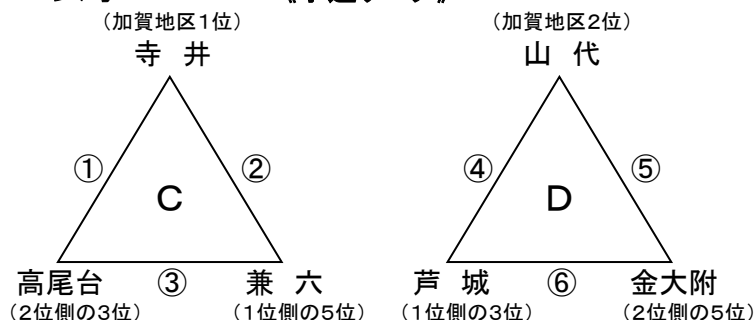 (加賀地区1位)
寺 井
① ②
C
高尾台 ③ 兼 六
(2位側の3位) (1位側の5位)
(加賀地区2位)
山 代
④ ⑤
D
芦 城 ⑥ 金大附
(1位側の3位) (2位側の5位)